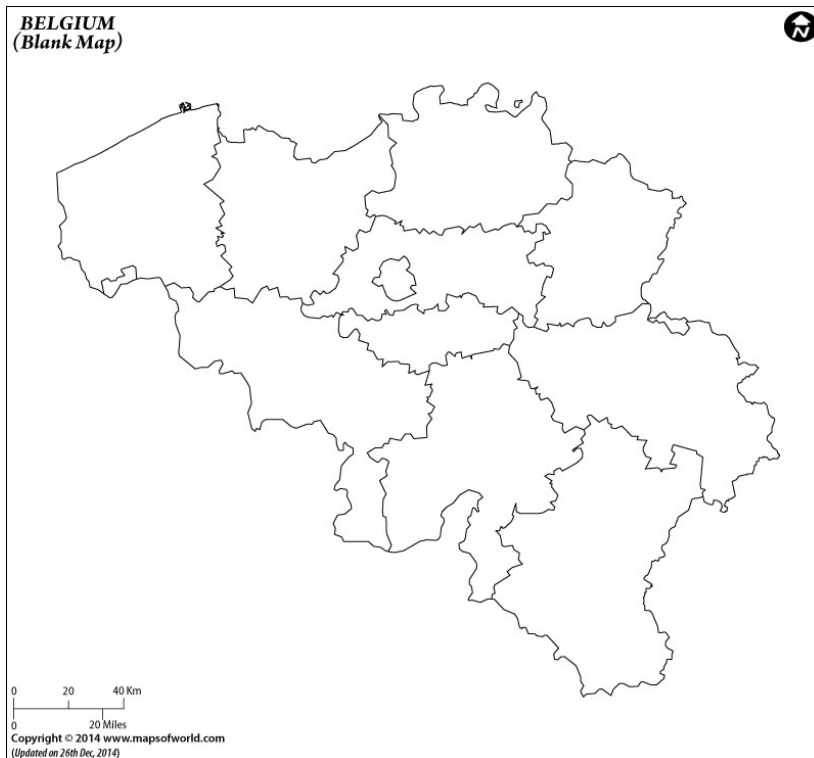 BELGIUM
(Blank Map)
N
0 20 40 Km
0 20 Miles
Copyright © 2014 www.mapsofworld.com
(Updated on 26th Dec, 2014)